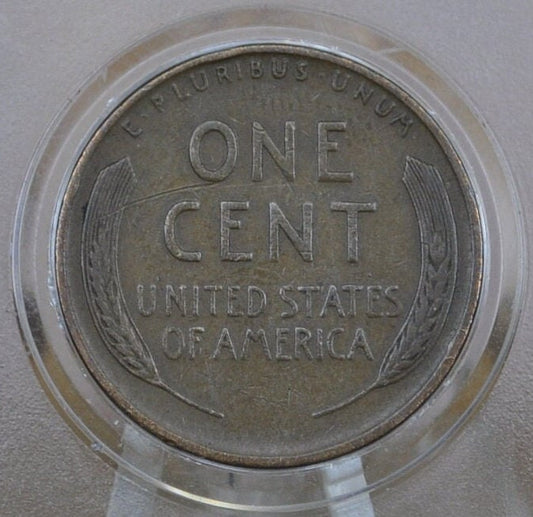 E · PLURIBUS · UNUM
ONE
CENT
UNITED STATES
OF AMERICA